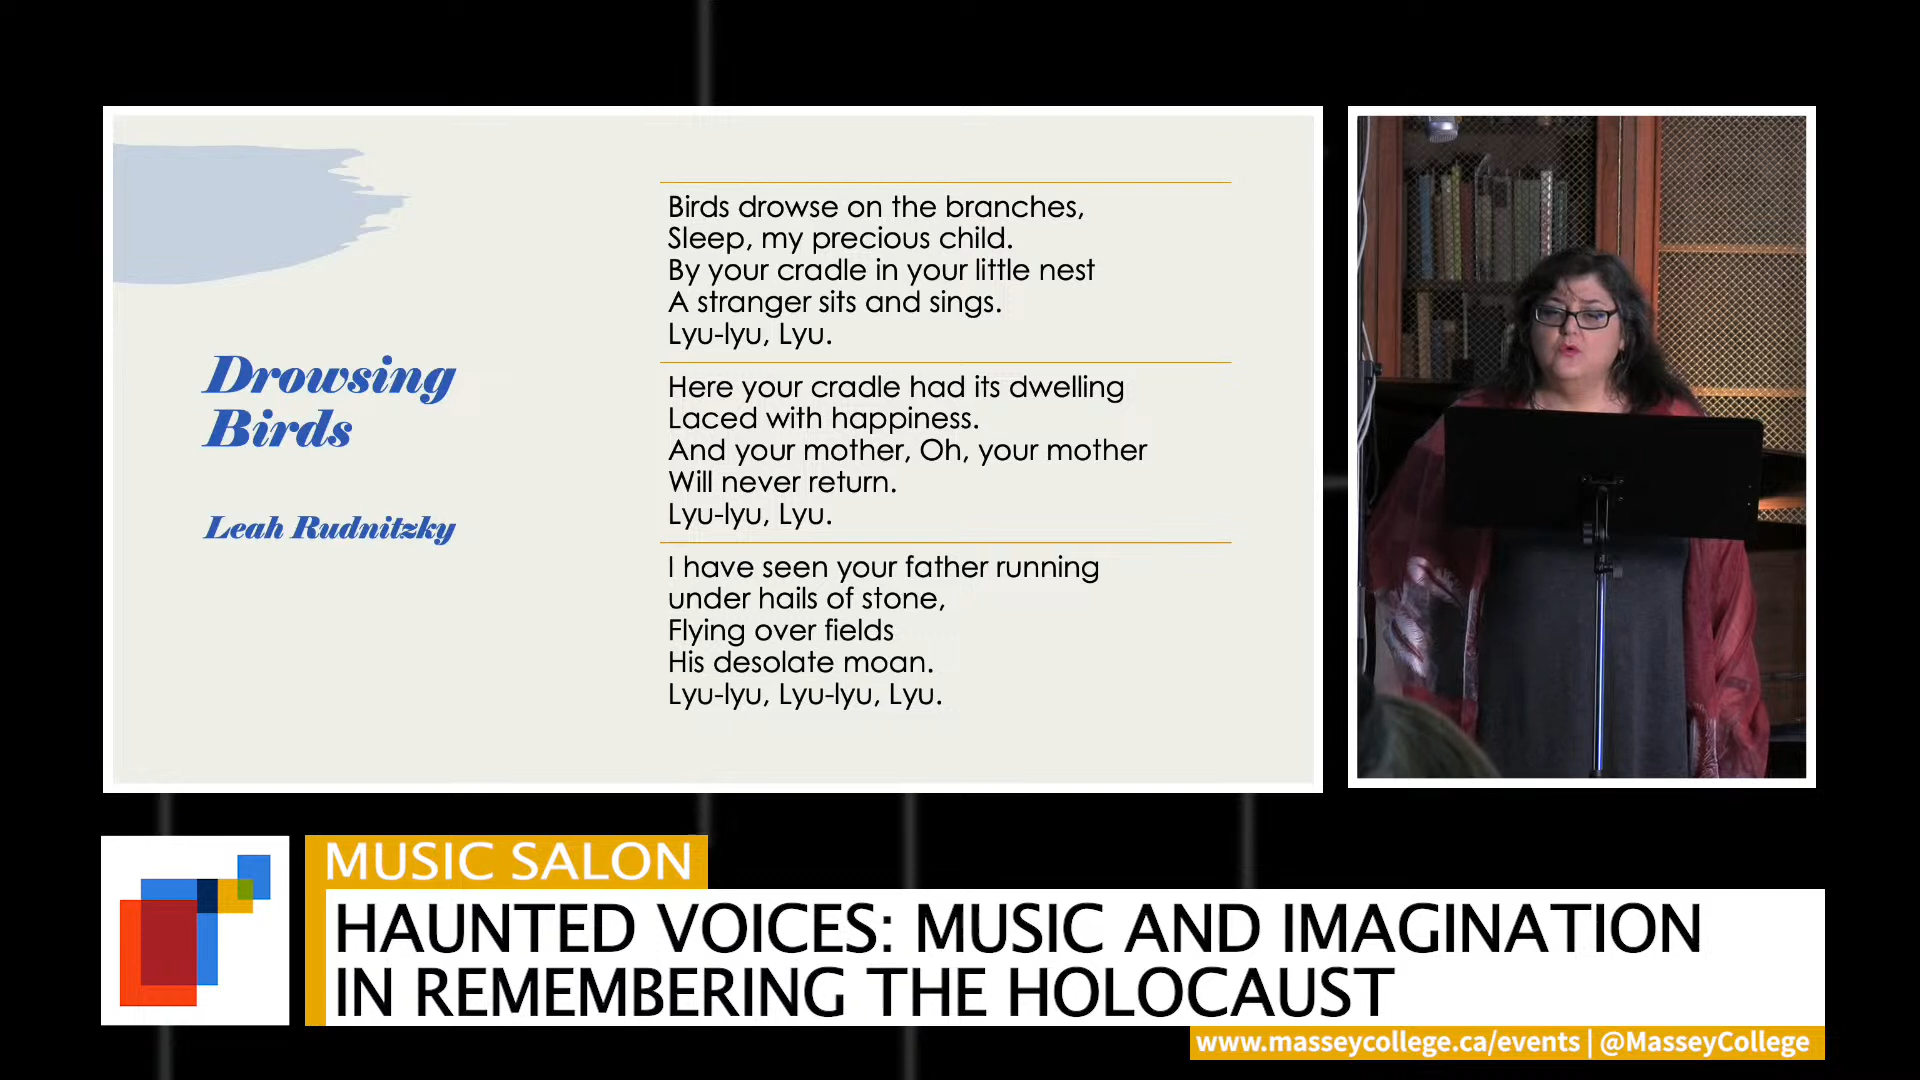 Drowsing
Birds
Leah Rudnitzky
Birds drowse on the branches,
Sleep, my precious child.
By your cradle in your little nest
A stranger sits and sings.
Lyu-lyu, Lyu.
Here your cradle had its dwelling
Laced with happiness.
And your mother, Oh, your mother
Will never return.
Lyu-lyu, Lyu.
I have seen your father running
under hails of stone,
Flying over fields
His desolate moan.
Lyu-lyu, Lyu-lyu, Lyu.
MUSIC SALON
HAUNTED VOICES: MUSIC AND IMAGINATION
IN REMEMBERING THE HOLOCAUST
www.masseycollege.ca/events | @MasseyCollege